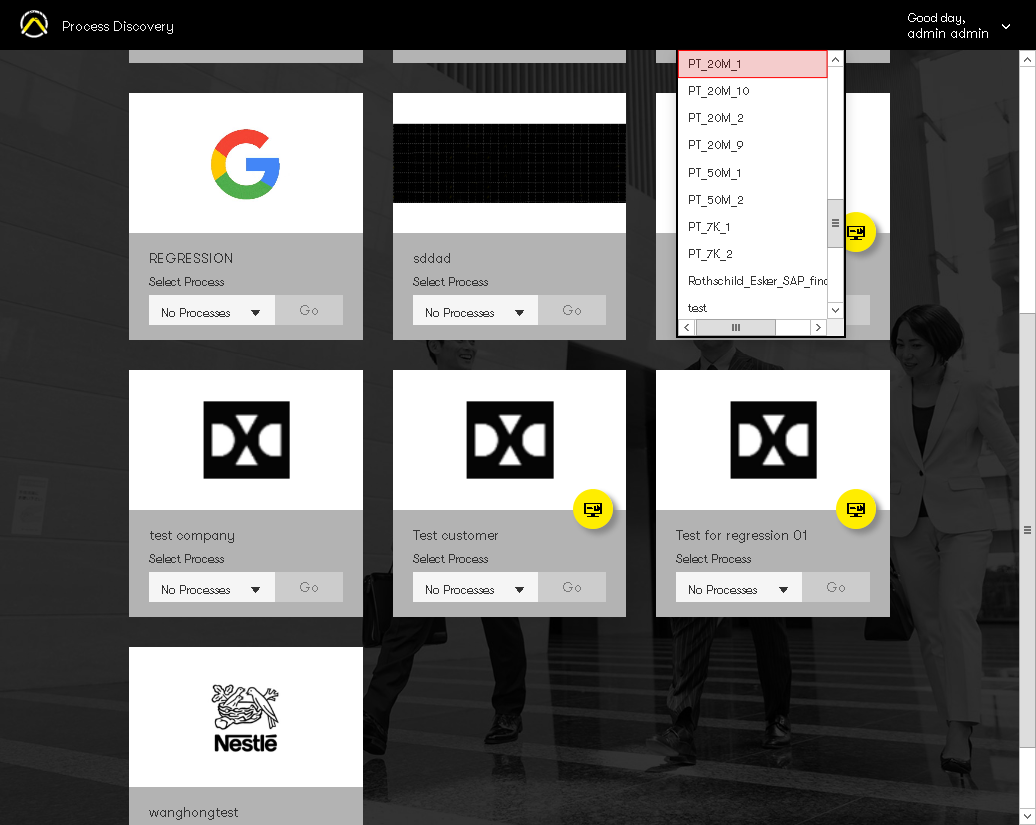 Process Discovery
Good day,
admin admin
PT_20M_1
PT_20M_10
PT_20M_2
PT_20M_9
PT_50M_1
PT_50M_2
PT_7K_1
PT_7K_2
Rothschild_Esker_SAP_find
test
REGRESSION
Select Process
No Processes
Go
sddad
Select Process
No Processes
Go
test company
Select Process
No Processes
Go
Test customer
Select Process
No Processes
Go
Test for regression 01
Select Process
No Processes
Go
Nestlé
wanghongtest